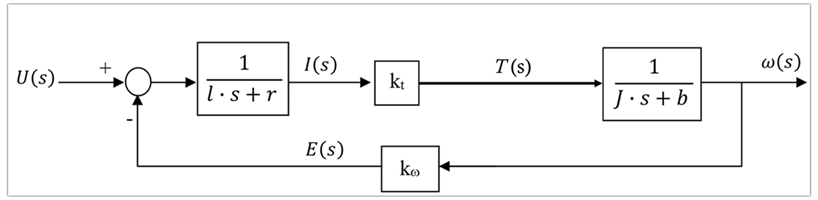 U(s)
+
-
1
l · s + r
I(s)
kt
T(s)
1
J · s + b
ω(s)
E(s)
kω